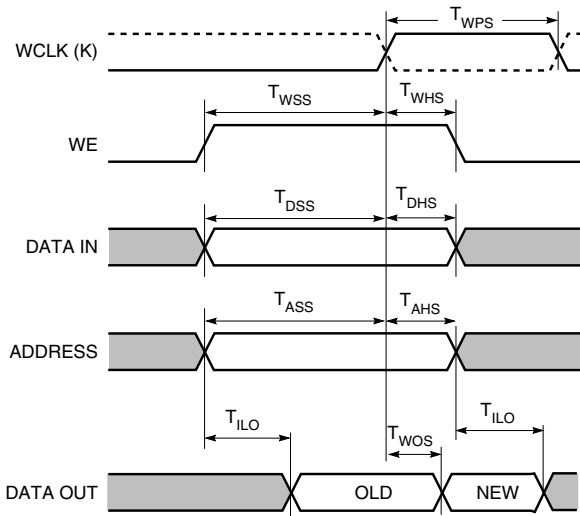 T_WPS
WCLK (K)
T_WSS T_WHS
WE
T_DSS T_DHS
DATA IN
T_ASS T_AHS
ADDRESS
T_ILO T_ILO
T_WOS
DATA OUT OLD NEW